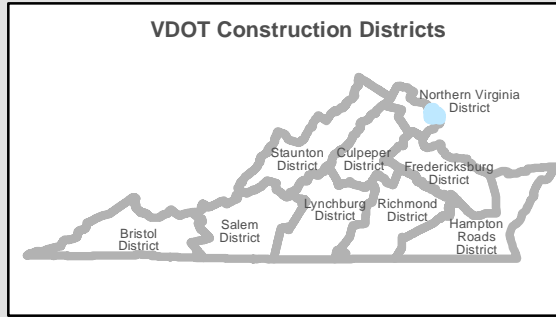 VDOT Construction Districts
Northern Virginia
District
Staunton
District
Culpeper
District
Fredericksburg
District
Lynchburg
District
Richmond
District
Salem
District
Bristol
District
Hampton
Roads
District